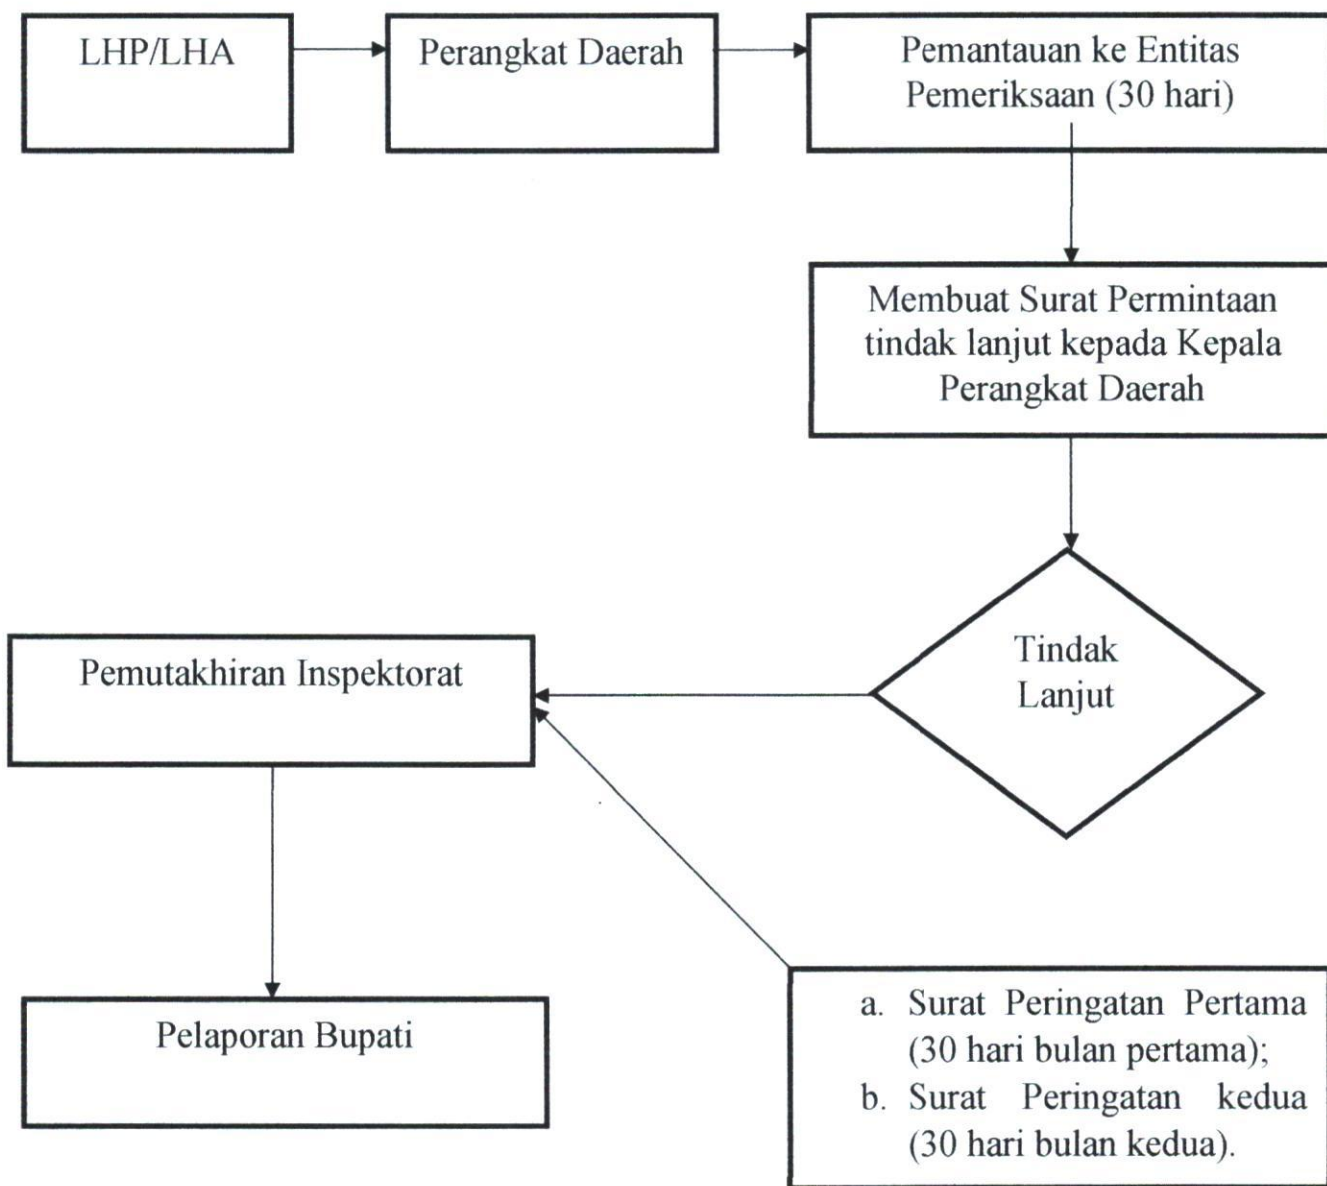 LHP/LHA
Perangkat Daerah
Pemantauan ke Entitas
Pemeriksaan (30 hari)
Membuat Surat Permintaan
tindak lanjut kepada Kepala
Perangkat Daerah
Tindak
Lanjut
Pemutakhiran Inspektorat
Pelaporan Bupati
a. Surat Peringatan Pertama
(30 hari bulan pertama);
b. Surat Peringatan kedua
(30 hari bulan kedua).